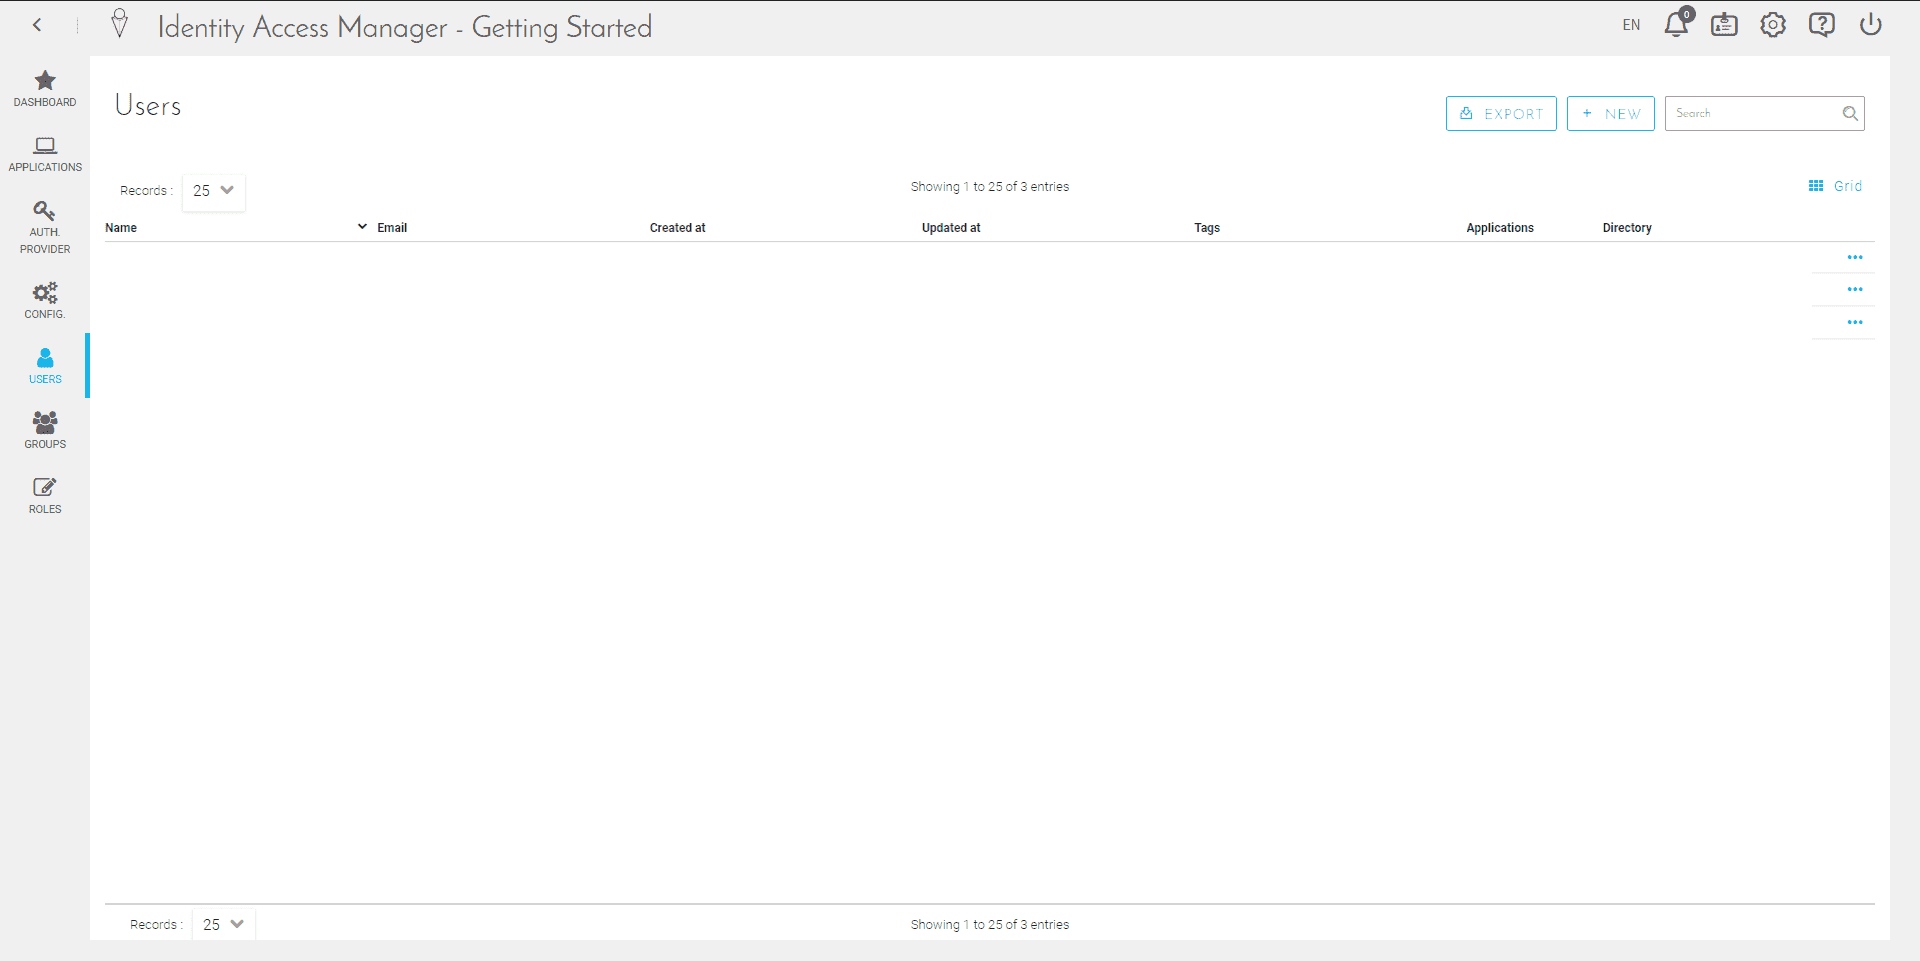 Identity Access Manager - Getting Started
EN
0
DASHBOARD
APPLICATIONS
AUTH.
PROVIDER
CONFIG.
USERS
GROUPS
ROLES
Users
EXPORT
+ NEW
Search
Records :
25
Showing 1 to 25 of 3 entries
Grid
Name
Email
Created at
Updated at
Tags
Applications
Directory
Records :
25
Showing 1 to 25 of 3 entries